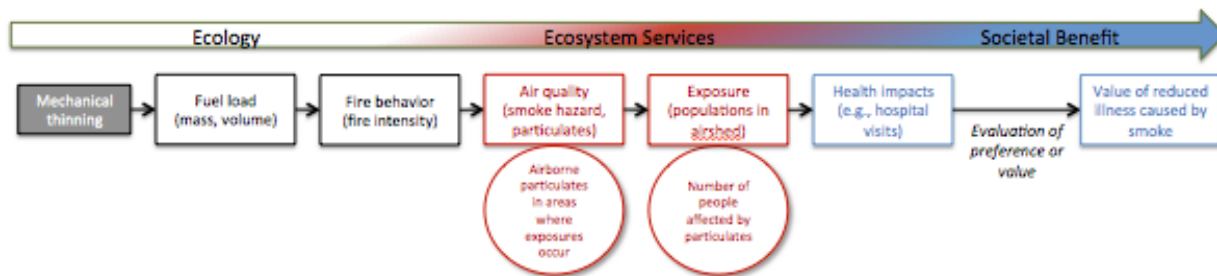 Ecology
Ecosystem Services
Societal Benefit
Mechanical
thinning
Fuel load
(mass, volume)
Fire behavior
(fire intensity)
Air quality
(smoke hazard,
particulates)
Exposure
(populations in
airshed)
Health impacts
(e.g., hospital
visits)
Evaluation of
preference or
value
Value of reduced
illness caused by
smoke
Airborne
particulates
in areas
where
exposures
occur
Number of
people
affected by
particulates